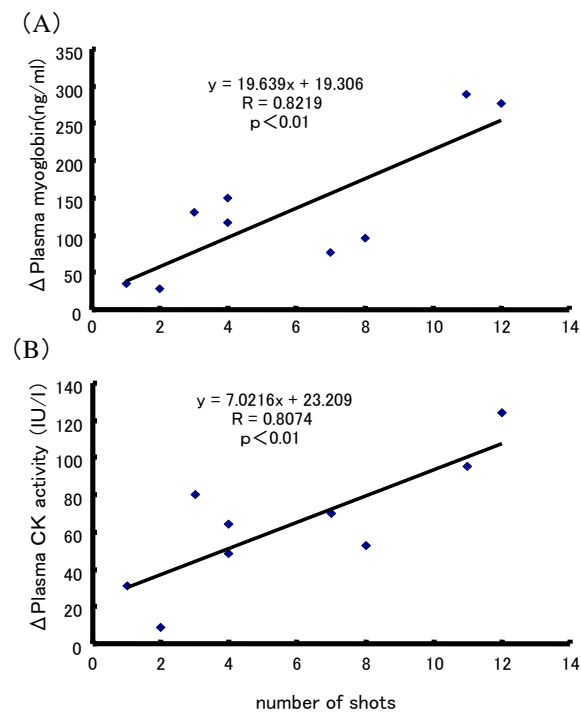 (A)
350
300
250
200
150
100
50
0
Δ Plasma myoglobin(ng/ml)
y = 19.639x + 19.306
R = 0.8219
p<0.01
0 2 4 6 8 10 12 14
(B)
140
120
100
80
60
40
20
0
Δ Plasma CK activity (IU/l)
y = 7.0216x + 23.209
R = 0.8074
p<0.01
0 2 4 6 8 10 12 14
number of shots